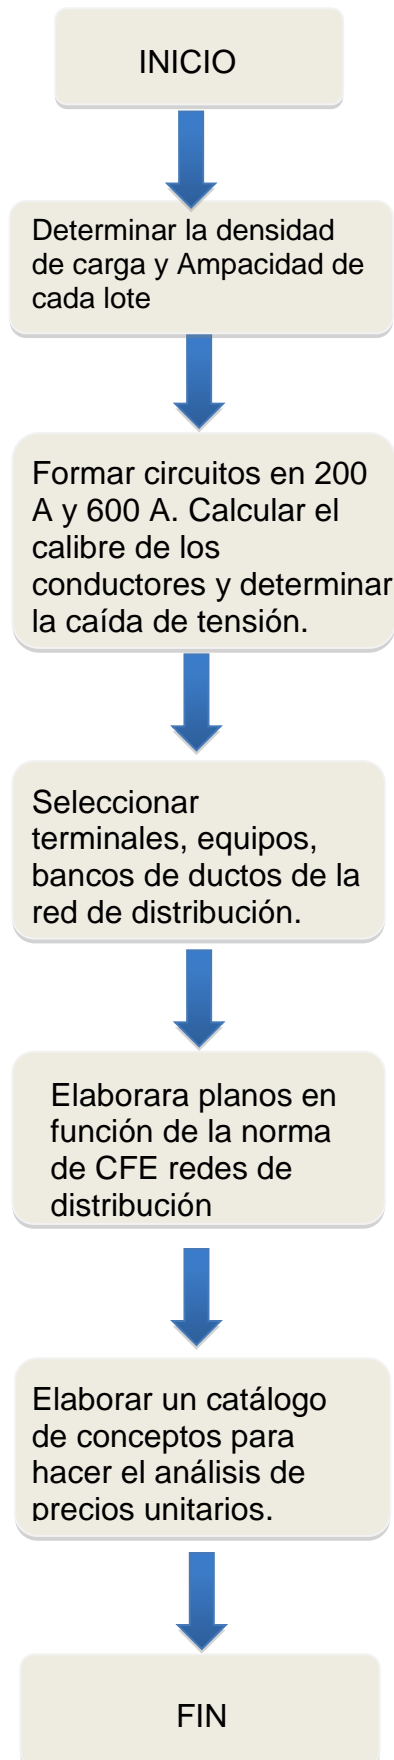 INICIO
Determinar la densidad
de carga y Ampacidad de
cada lote
Formar circuitos en 200
A y 600 A. Calcular el
calibre de los
conductores y determinar
la caída de tensión.
Seleccionar
terminales, equipos,
bancos de ductos de la
red de distribución.
Elaborara planos en
función de la norma
de CFE redes de
distribución
Elaborar un catálogo
de conceptos para
hacer el análisis de
precios unitarios.
FIN